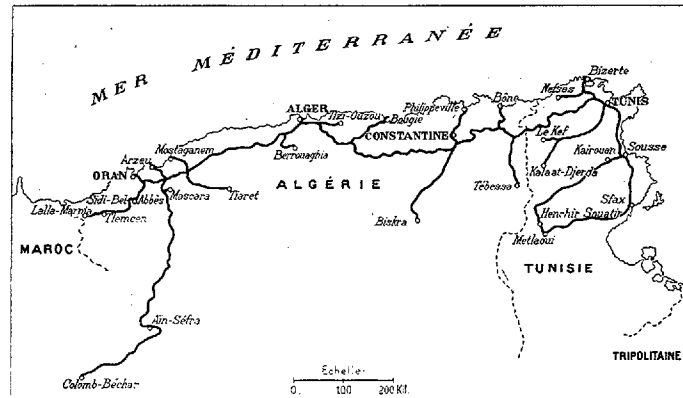 MER MÉDITERRANÉE
Bizerte
Nefsas
TUNIS
ALGER
Tizi-Ouzou
Bougie
Philippeville
Bône
Mostaganem
CONSTANTINE
Le Kef
Arzeu
Berrouaghia
Kairouan
Sousse
ORAN
Kalaat-Djerda
ALGÉRIE
Sidi-Bel-Abbès
Mascara
Tiaret
Tébessa
Lalla-Marnia
Tlemcen
Biskra
Henchir Souatir
Sfax
MAROC
Metlaoui
TUNISIE
Aïn-Séfra
TRIPOLITAINE
Echelle:
Colomb-Béchar
0. 100 200 Kil.